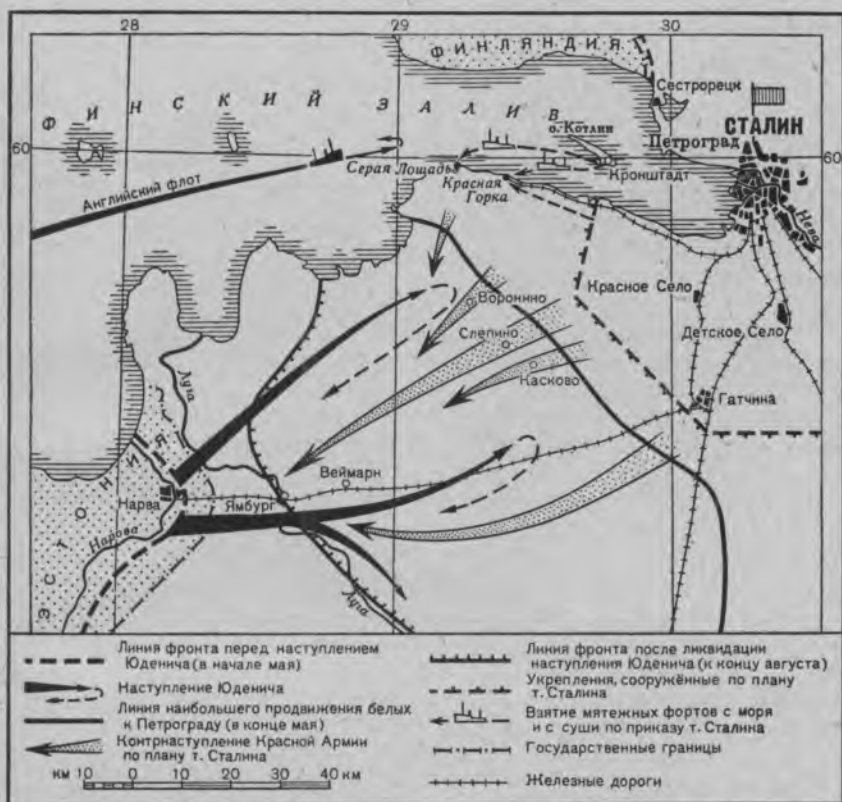 28
29
30
ФИНЛЯНДИЯ
Сестрорецк
ФИНСКИЙ ЗАЛИВ
о. Котлин
СТАЛИН
Петроград
60
60
Серая Лошадь
Кронштадт
Красная
Горка
Английский флот
Нева
Красное Село
Воронино
Детское Село
Слепино
Луга
Касково
Гатчина
ЭСТОНИЯ
Веймарн
Нарва
Ямбург
Нарова
Луга
Линия фронта перед наступлением
Юденича (в начале мая)
Наступление Юденича
Линия наибольшего продвижения белых
к Петрограду (в конце мая)
Контрнаступление Красной Армии
по плану т. Сталина
км 10 0 10 20 30 40 км
Линия фронта после ликвидации
наступления Юденича (к концу августа)
Укрепления, сооружённые по плану
т. Сталина
Взятие мятежных фортов с моря
и с суши по приказу т. Сталина
Государственные границы
Железные дороги